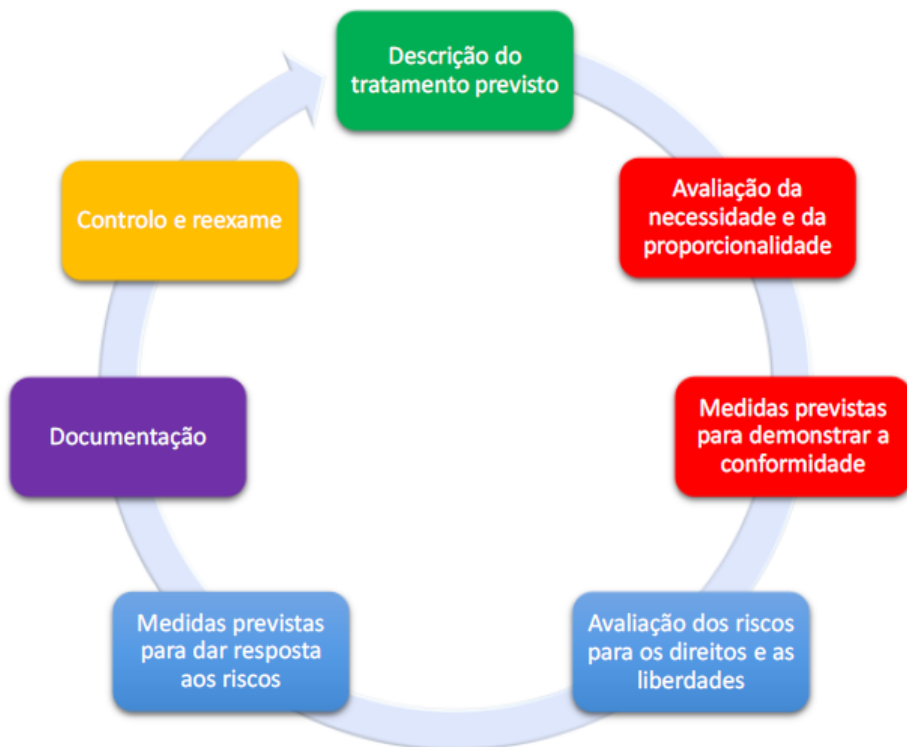 Descrição do
tratamento previsto
Avaliação da
necessidade e da
proporcionalidade
Medidas previstas
para demonstrar a
conformidade
Avaliação dos riscos
para os direitos e as
liberdades
Medidas previstas
para dar resposta
aos riscos
Documentação
Controlo e reexame